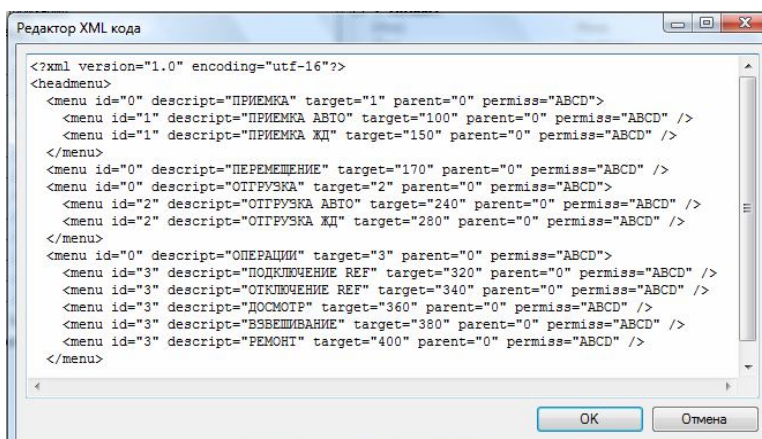 Редактор XML кода
<?xml version="1.0" encoding="utf-16"?>
<headmenu>
<menu id="0" descript="ПРИЕМКА" target="1" parent="0" permiss="ABCD">
<menu id="1" descript="ПРИЕМКА АВТО" target="100" parent="0" permiss="ABCD" />
<menu id="1" descript="ПРИЕМКА ЖД" target="150" parent="0" permiss="ABCD" />
</menu>
<menu id="0" descript="ПЕРЕМЕЩЕНИЕ" target="170" parent="0" permiss="ABCD" />
<menu id="0" descript="ОТГРУЗКА" target="2" parent="0" permiss="ABCD">
<menu id="2" descript="ОТГРУЗКА АВТО" target="240" parent="0" permiss="ABCD" />
<menu id="2" descript="ОТГРУЗКА ЖД" target="280" parent="0" permiss="ABCD" />
</menu>
<menu id="0" descript="ОПЕРАЦИИ" target="3" parent="0" permiss="ABCD">
<menu id="3" descript="ПОДКЛЮЧЕНИЕ REF" target="320" parent="0" permiss="ABCD" />
<menu id="3" descript="ОТКЛЮЧЕНИЕ REF" target="340" parent="0" permiss="ABCD" />
<menu id="3" descript="ДОСМОТР" target="360" parent="0" permiss="ABCD" />
<menu id="3" descript="ВЗВЕШИВАНИЕ" target="380" parent="0" permiss="ABCD" />
<menu id="3" descript="РЕМОНТ" target="400" parent="0" permiss="ABCD" />
</menu>
OK Отмена